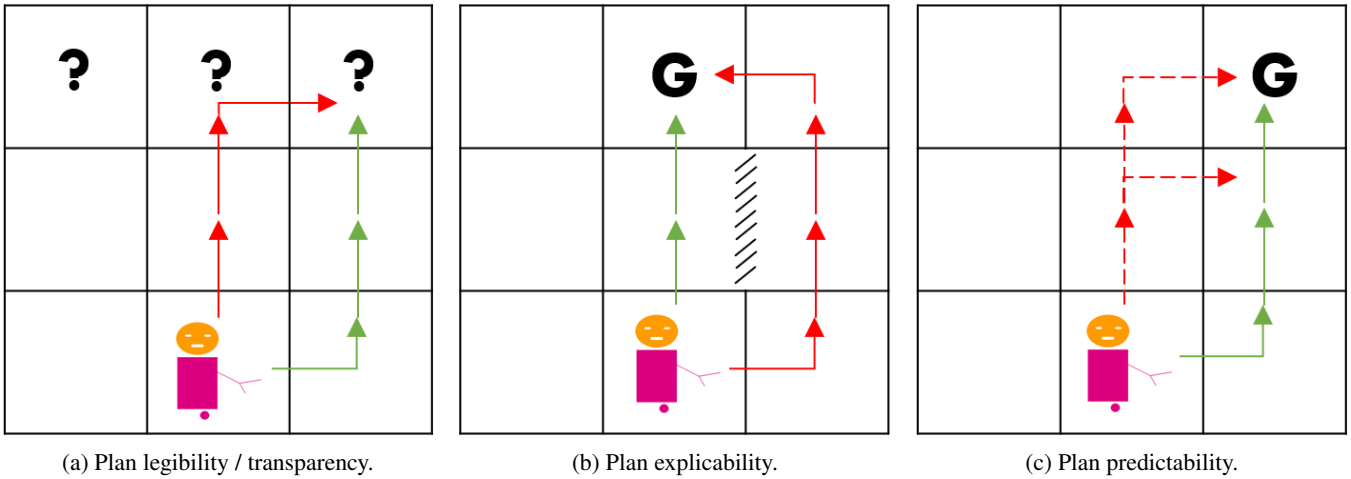 ? ? ?
G
G
(a) Plan legibility / transparency.
(b) Plan explicability.
(c) Plan predictability.